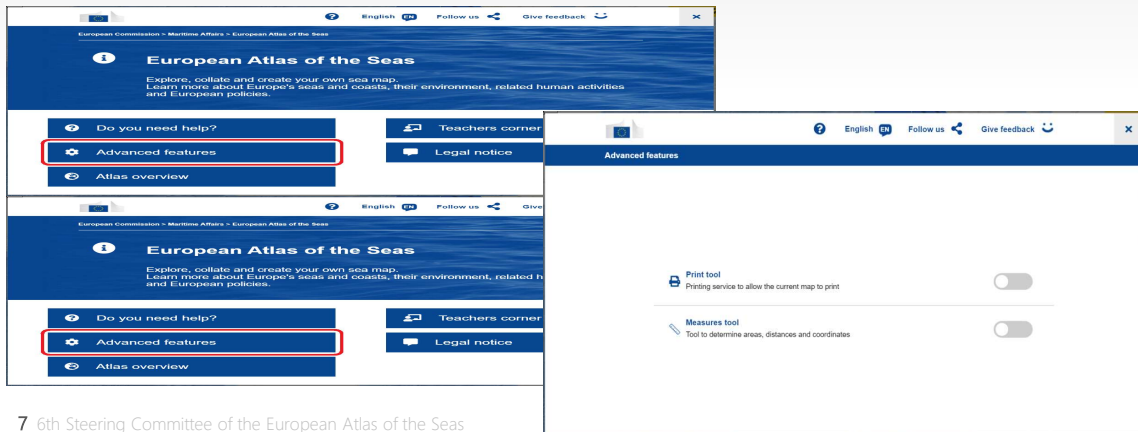 English EN Follow us Give feedback ×
European Commission > Maritime Affairs > European Atlas of the Seas
European Atlas of the Seas
Explore, collate and create your own sea map.
Learn more about Europe's seas and coasts, their environment, related human activities
and European policies.
Do you need help?
Teachers corner
Advanced features
Legal notice
Atlas overview
English EN Follow us Give
European Commission > Maritime Affairs > European Atlas of the Seas
European Atlas of the Seas
Explore, collate and create your own sea map.
Learn more about Europe's seas and coasts, their environment, related h
and European policies.
Do you need help?
Teachers corner
Advanced features
Legal notice
Atlas overview
English EN Follow us Give feedback ×
Advanced features
Print tool
Printing service to allow the current map to print
Measures tool
Tool to determine areas, distances and coordinates
7 6th Steering Committee of the European Atlas of the Seas